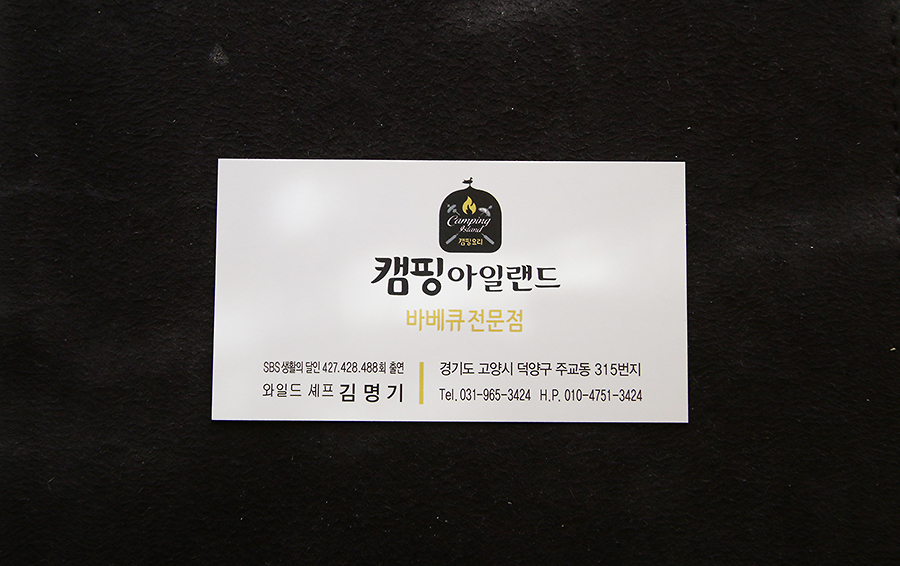 Camping
Island
캠핑요리
캠핑아일랜드
바베큐전문점
SBS생활의 달인 427.428.488회 출연
와일드 셰프 김명기
경기도 고양시 덕양구 주교동 315번지
Tel. 031-965-3424 H.P. 010-4751-3424